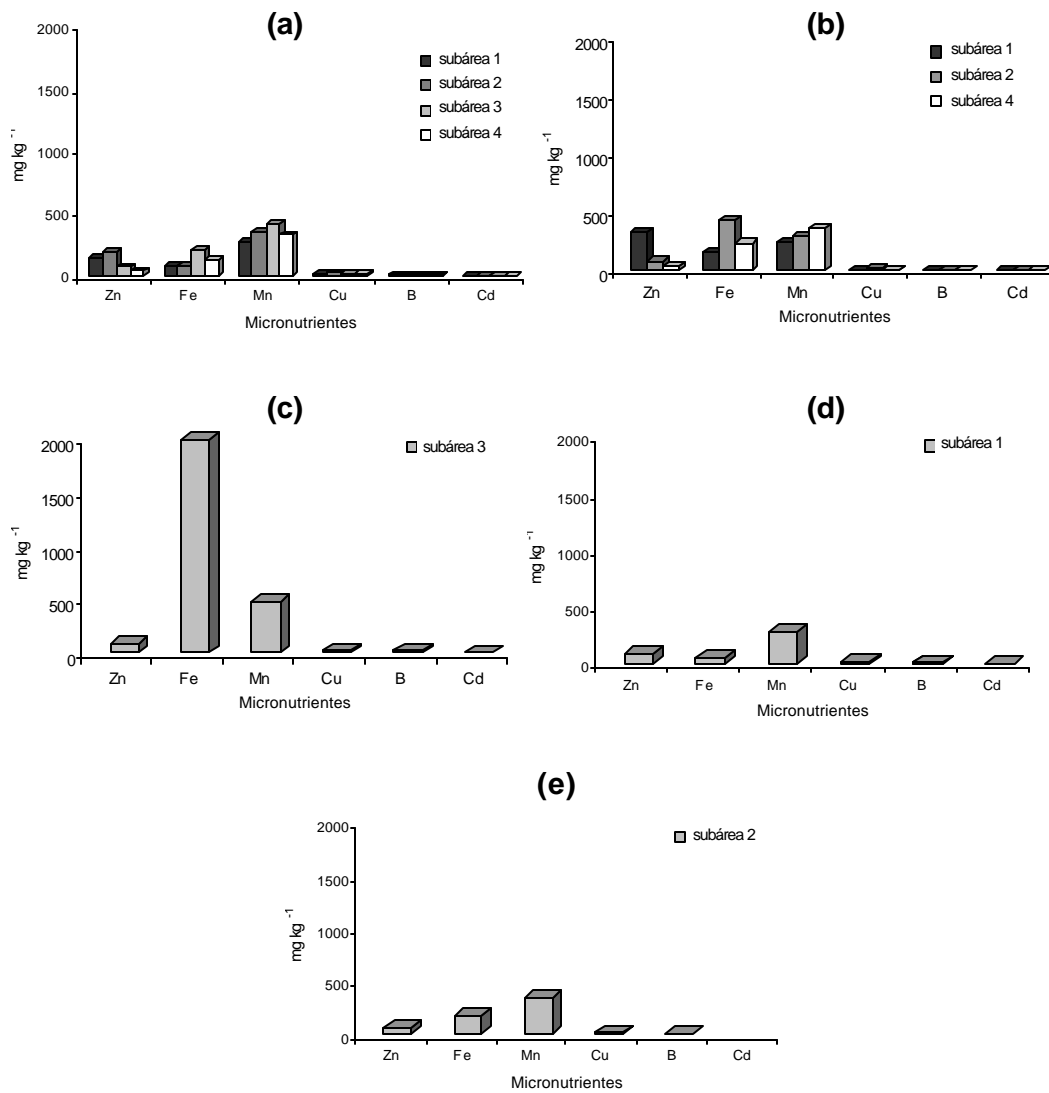 (a)
2000
1500
1000
500
0
mg kg -1
subárea 1
subárea 2
subárea 3
subárea 4
Zn Fe Mn Cu B Cd
Micronutrientes
(b)
2000
1500
1000
500
0
mg kg -1
subárea 1
subárea 2
subárea 4
Zn Fe Mn Cu B Cd
Micronutrientes
(c)
2000
1500
1000
500
0
mg kg -1
subárea 3
Zn Fe Mn Cu B Cd
Micronutrientes
(d)
2000
1500
1000
500
0
mg kg -1
subárea 1
Zn Fe Mn Cu B Cd
Micronutrientes
(e)
2000
1500
1000
500
0
mg kg -1
subárea 2
Zn Fe Mn Cu B Cd
Micronutrientes